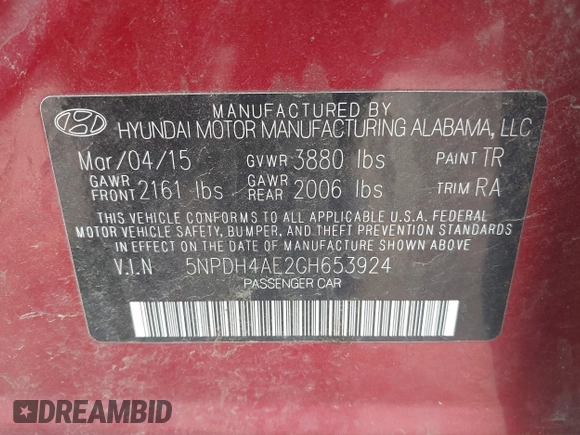 MANUFACTURED BY
HYUNDAI MOTOR MANUFACTURING ALABAMA, LLC
Mar/04/15 GVWR 3880 lbs PAINT TR
GAWR FRONT 2161 lbs GAWR REAR 2006 lbs TRIM RA
THIS VEHICLE CONFORMS TO ALL APPLICABLE U.S.A. FEDERAL
MOTOR VEHICLE SAFETY, BUMPER, AND THEFT PREVENTION STANDARDS
IN EFFECT ON THE DATE OF MANUFACTURE SHOWN ABOVE.
V.I.N 5NPDH4AE2GH653924
PASSENGER CAR
DREAMBID